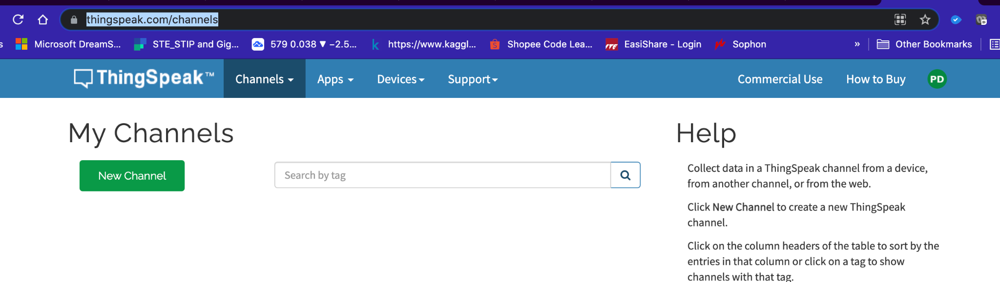 thingspeak.com/channels
s Microsoft DreamS... STE_STIP and Gig... 579 0.038 ▼ −2.5... k https://www.kaggl... S Shopee Code Lea... ITE EasiShare - Login Sophon » Other Bookmarks
ThingSpeak™ Channels Apps Devices Support Commercial Use How to Buy PD
My Channels
New Channel
Search by tag
Help
Collect data in a ThingSpeak channel from a device,
from another channel, or from the web.
Click New Channel to create a new ThingSpeak
channel.
Click on the column headers of the table to sort by the
entries in that column or click on a tag to show
channels with that tag.